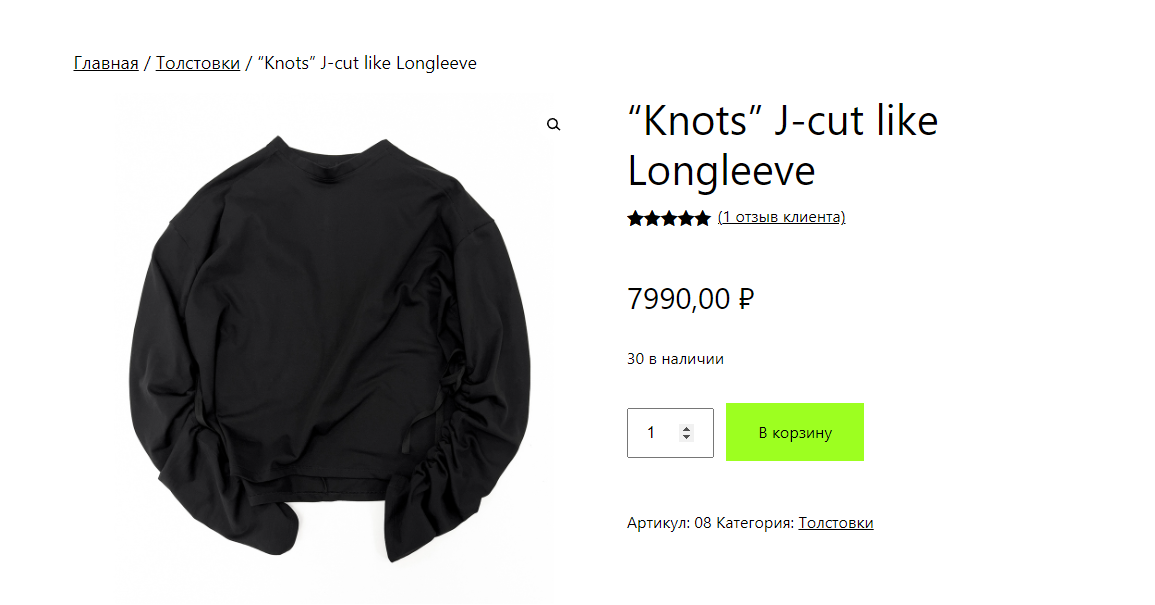 Главная / Толстовки / “Knots” J-cut like Longleeve
“Knots” J-cut like
Longleeve
(1 отзыв клиента)
7990,00 ₽
30 в наличии
1
В корзину
Артикул: 08 Категория: Толстовки